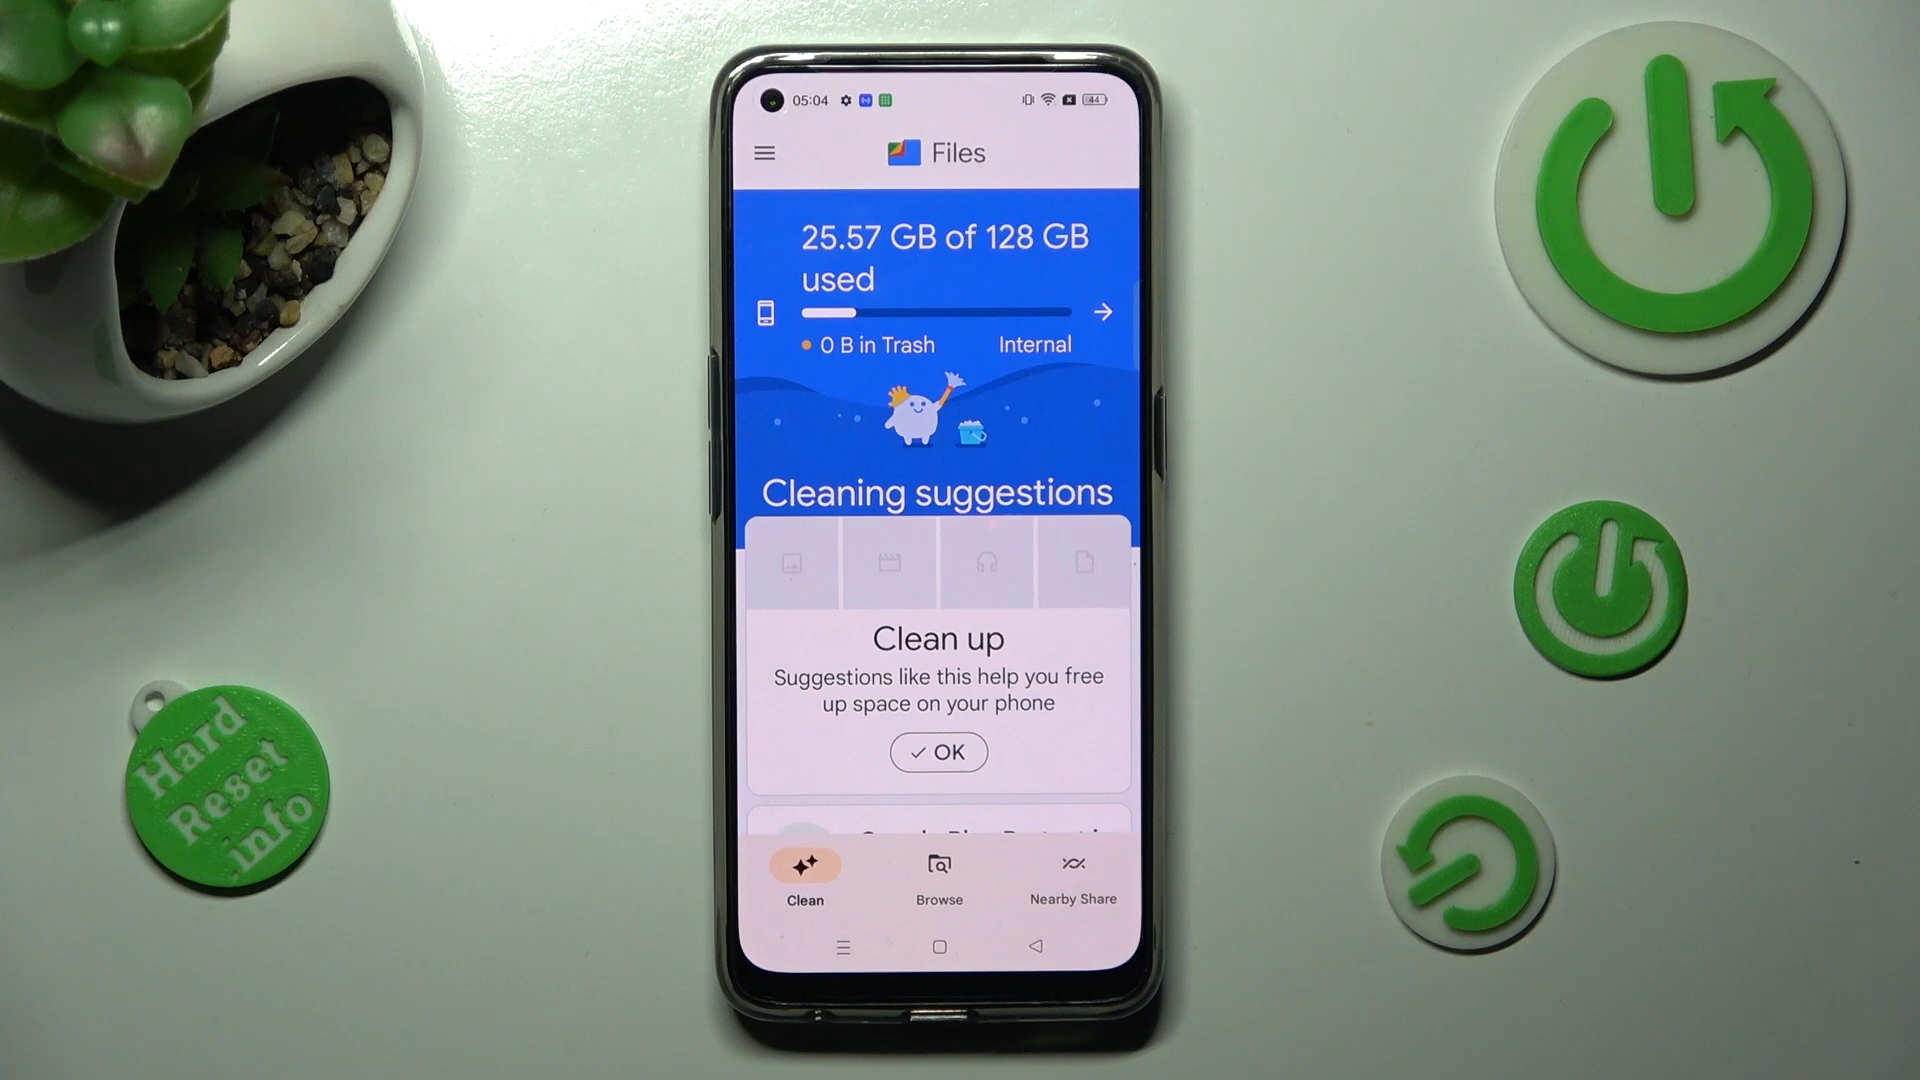 05:04
44
Files
25.57 GB of 128 GB
used
0 B in Trash
Internal
Cleaning suggestions
Clean up
Suggestions like this help you free
up space on your phone
OK
Clean
Browse
Nearby Share
Hard
Reset
.info